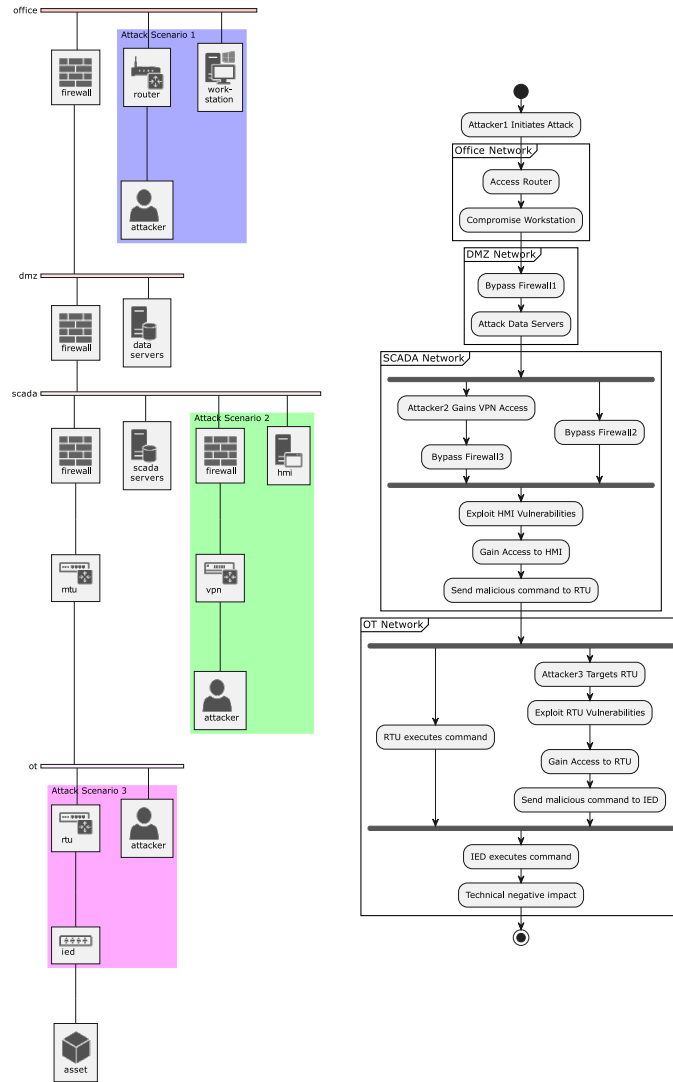 office
Attack Scenario 1
firewall
router
work-
station
attacker
dmz
firewall
data
servers
scada
Attack Scenario 2
firewall
scada
servers
firewall
hmi
mtu
vpn
attacker
ot
Attack Scenario 3
rtu
attacker
ied
asset
Attacker1 Initiates Attack
Office Network
Access Router
Compromise Workstation
DMZ Network
Bypass Firewall1
Attack Data Servers
SCADA Network
Attacker2 Gains VPN Access
Bypass Firewall3
Bypass Firewall2
Exploit HMI Vulnerabilities
Gain Access to HMI
Send malicious command to RTU
OT Network
RTU executes command
Attacker3 Targets RTU
Exploit RTU Vulnerabilities
Gain Access to RTU
Send malicious command to IED
IED executes command
Technical negative impact